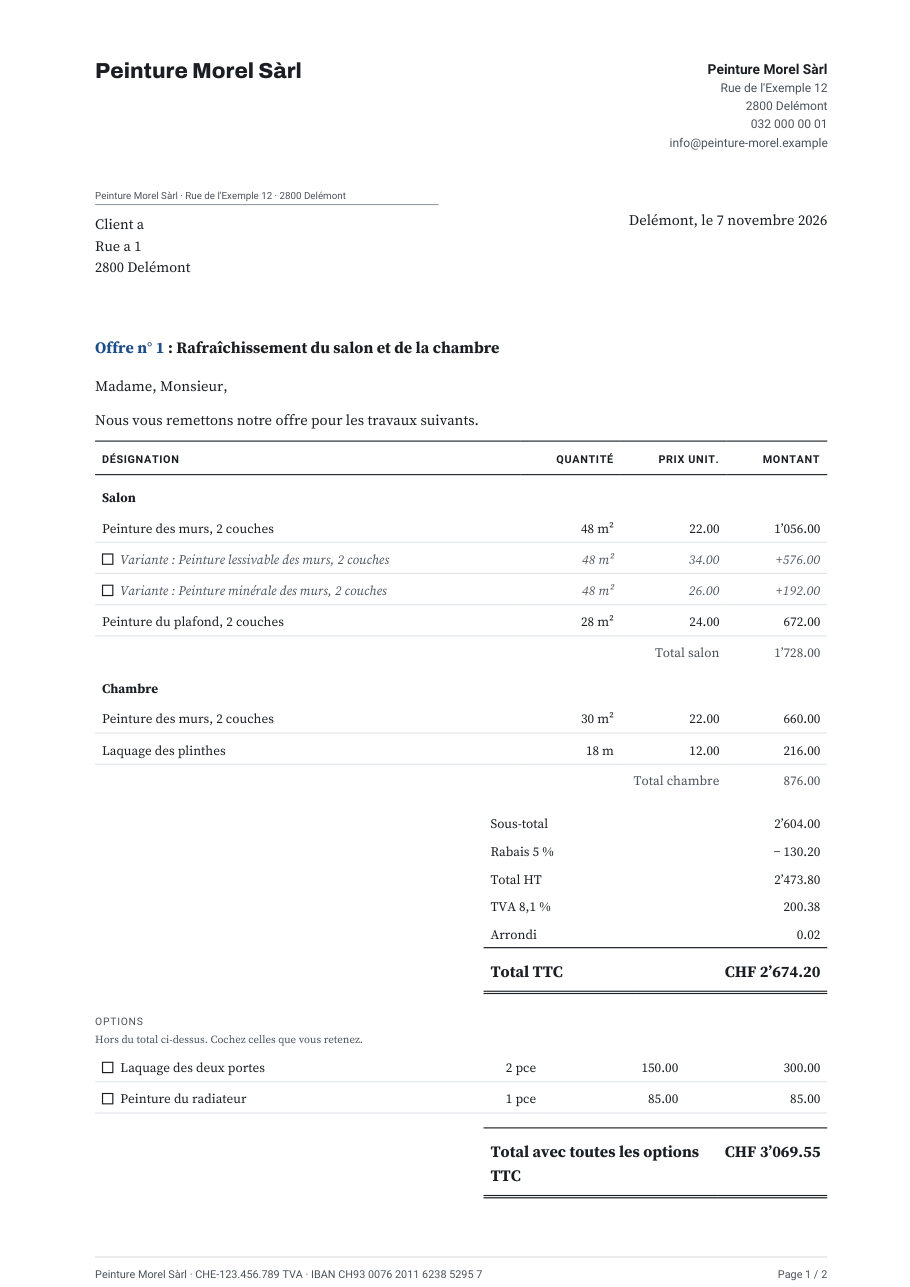 Peinture Morel Sàrl
Peinture Morel Sàrl
Rue de l'Exemple 12
2800 Delémont
032 000 00 01
info@peinture-morel.example
Peinture Morel Sàrl · Rue de l'Exemple 12 · 2800 Delémont
Client a
Rue a 1
2800 Delémont
Delémont, le 7 novembre 2026
Offre n° 1 : Rafraîchissement du salon et de la chambre
Madame, Monsieur,
Nous vous remettons notre offre pour les travaux suivants.
DÉSIGNATION QUANTITÉ PRIX UNIT. MONTANT
Salon
Peinture des murs, 2 couches 48 m² 22.00 1’056.00
☐ Variante : Peinture lessivable des murs, 2 couches 48 m² 34.00 +576.00
☐ Variante : Peinture minérale des murs, 2 couches 48 m² 26.00 +192.00
Peinture du plafond, 2 couches 28 m² 24.00 672.00
Total salon 1’728.00
Chambre
Peinture des murs, 2 couches 30 m² 22.00 660.00
Laquage des plinthes 18 m 12.00 216.00
Total chambre 876.00
Sous-total 2’604.00
Rabais 5 % − 130.20
Total HT 2’473.80
TVA 8,1 % 200.38
Arrondi 0.02
Total TTC CHF 2’674.20
OPTIONS
Hors du total ci-dessus. Cochez celles que vous retenez.
☐ Laquage des deux portes 2 pce 150.00 300.00
☐ Peinture du radiateur 1 pce 85.00 85.00
Total avec toutes les options CHF 3’069.55
TTC
Peinture Morel Sàrl · CHE-123.456.789 TVA · IBAN CH93 0076 2011 6238 5295 7 Page 1 / 2